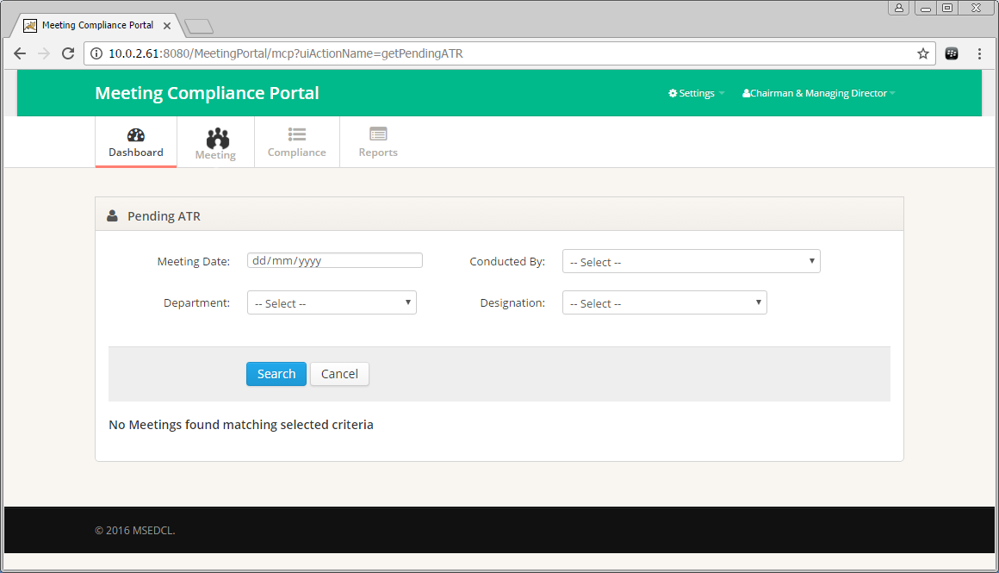 Meeting Compliance Portal
10.0.2.61:8080/MeetingPortal/mcp?uiActionName=getPendingATR
Meeting Compliance Portal Settings Chairman & Managing Director
Dashboard Meeting Compliance Reports
Pending ATR
Meeting Date: dd/mm/yyyy Conducted By: -- Select --
Department: -- Select -- Designation: -- Select --
Search Cancel
No Meetings found matching selected criteria
© 2016 MSEDCL.